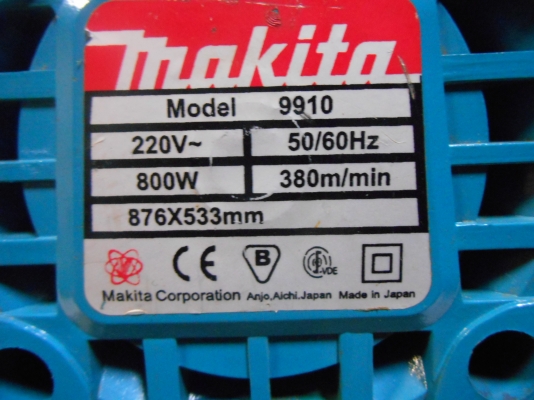 makita
Model 9910
220V~ 50/60Hz
800W 380m/min
876X533mm
CE B VDE
Makita Corporation Anjo,Aichi,Japan Made in Japan